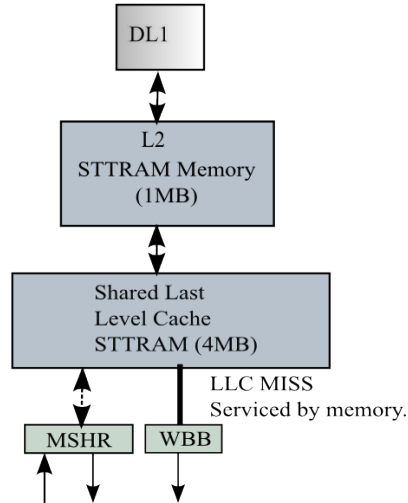 DL1
L2
STTRAM Memory
(1MB)
Shared Last
Level Cache
STTRAM (4MB)
LLC MISS
Serviced by memory.
MSHR
WBB